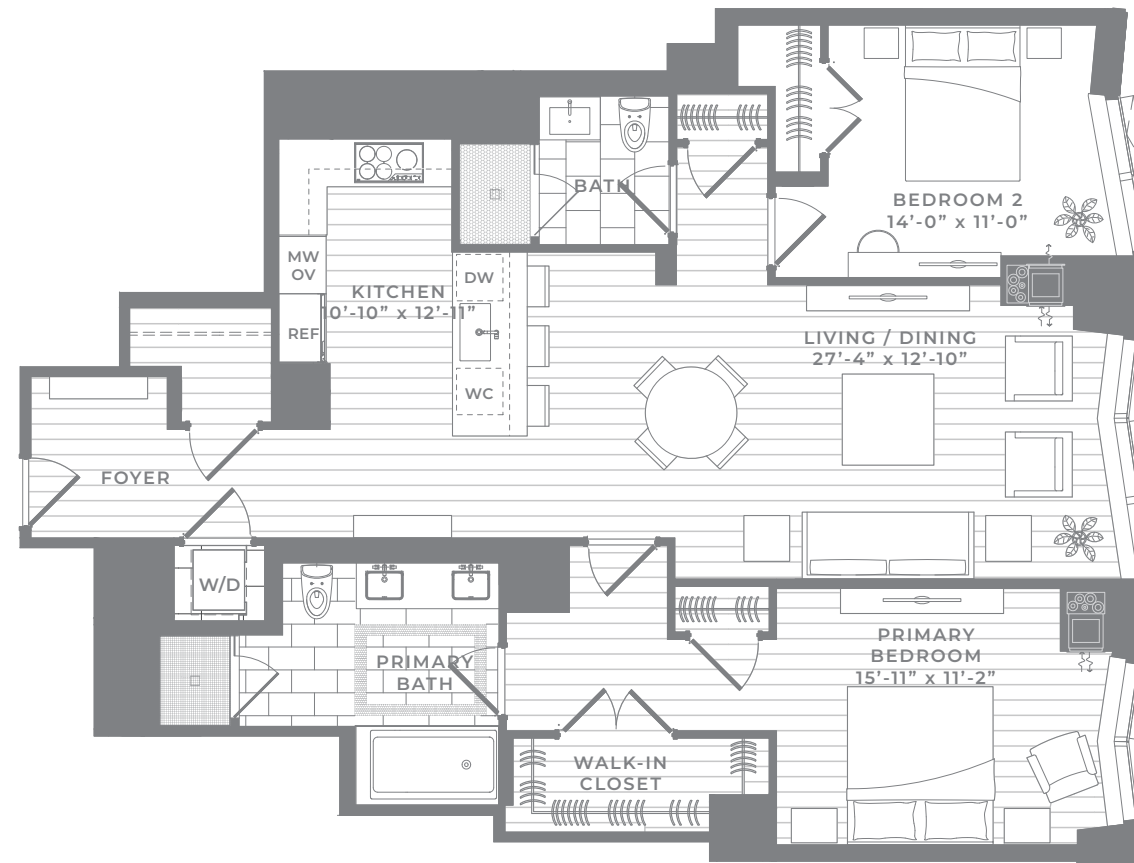 BEDROOM 2
14’-0” x 11’-0”
BATH
MW
OV
DW
KITCHEN
10’-10” x 12’-11”
REF
LIVING / DINING
27’-4” x 12’-10”
WC
FOYER
W/D
PRIMARY
BATH
PRIMARY
BEDROOM
15’-11” x 11’-2”
WALK-IN
CLOSET